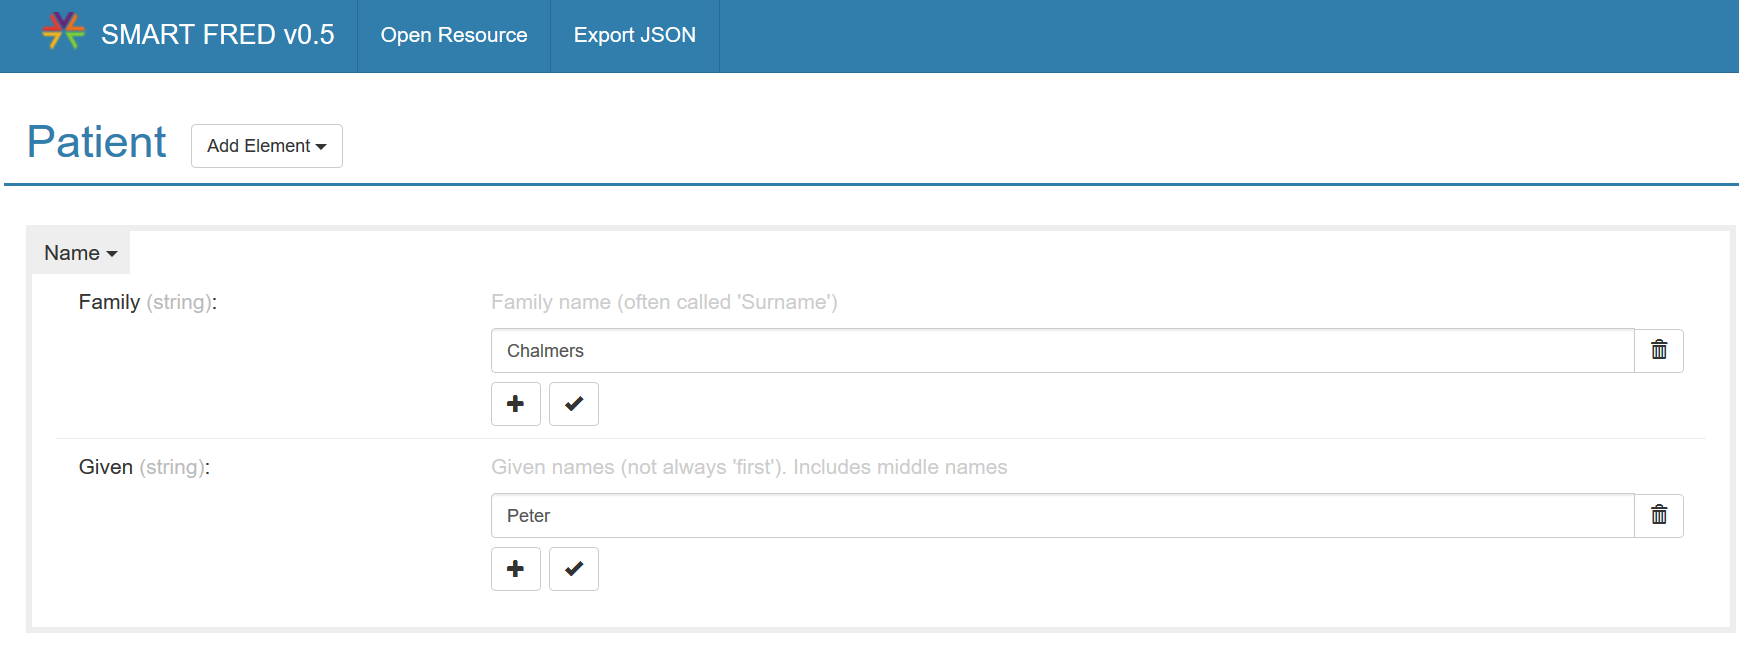 SMART FRED v0.5 Open Resource Export JSON
Patient Add Element
Name
Family (string): Family name (often called 'Surname')
Chalmers
Given (string): Given names (not always 'first'). Includes middle names
Peter